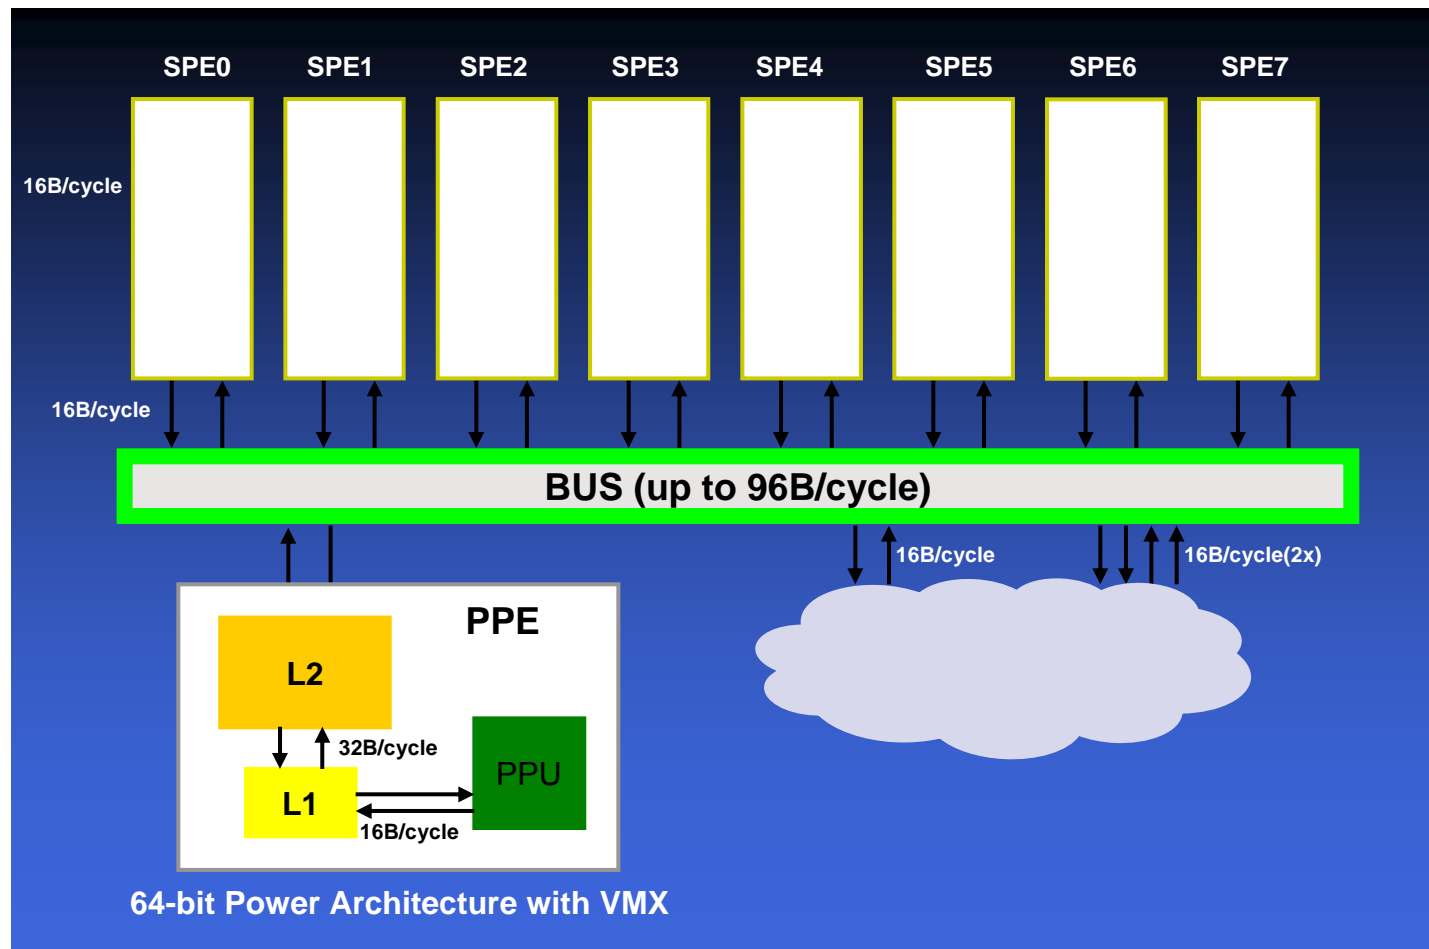 SPE0 SPE1 SPE2 SPE3 SPE4 SPE5 SPE6 SPE7
16B/cycle
16B/cycle
BUS (up to 96B/cycle)
16B/cycle 16B/cycle(2x)
PPE
L2
32B/cycle
PPU
L1
16B/cycle
64-bit Power Architecture with VMX